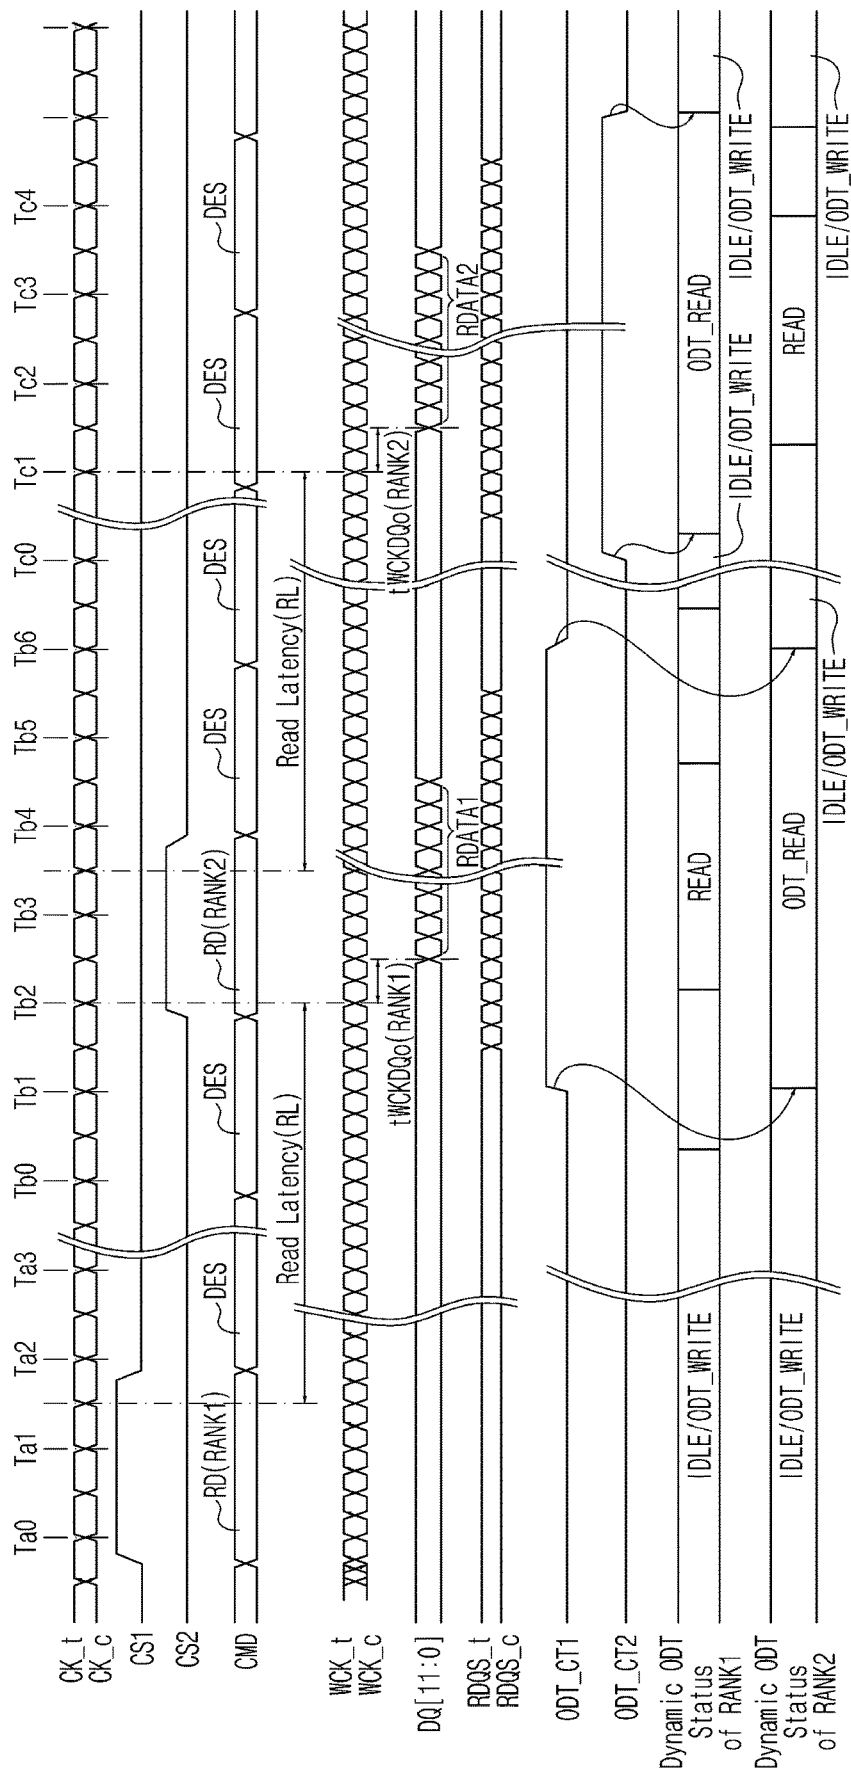 Ta0 Ta1 Ta2 Ta3 Tb0 Tb1 Tb2 Tb3 Tb4 Tb5 Tb6 Tc0 Tc1 Tc2 Tc3 Tc4
CK_t
CK_c
CS1
CS2
RD(RANK1) DES DES RD(RANK2) DES DES DES DES
CMD
Read Latency(RL) Read Latency(RL)
WCK_t
WCK_c
tWCKDQo(RANK1) tWCKDQo(RANK2)
DQ[11:0]
RDATA1 RDATA2
RDQS_t
RDQS_c
ODT_CT1
ODT_CT2
Dynamic ODT
Status
of RANK1
IDLE/ODT_WRITE READ ODT_READ
IDLE/ODT_WRITE IDLE/ODT_WRITE
Dynamic ODT
Status
of RANK2
IDLE/ODT_WRITE ODT_READ READ
IDLE/ODT_WRITE IDLE/ODT_WRITE